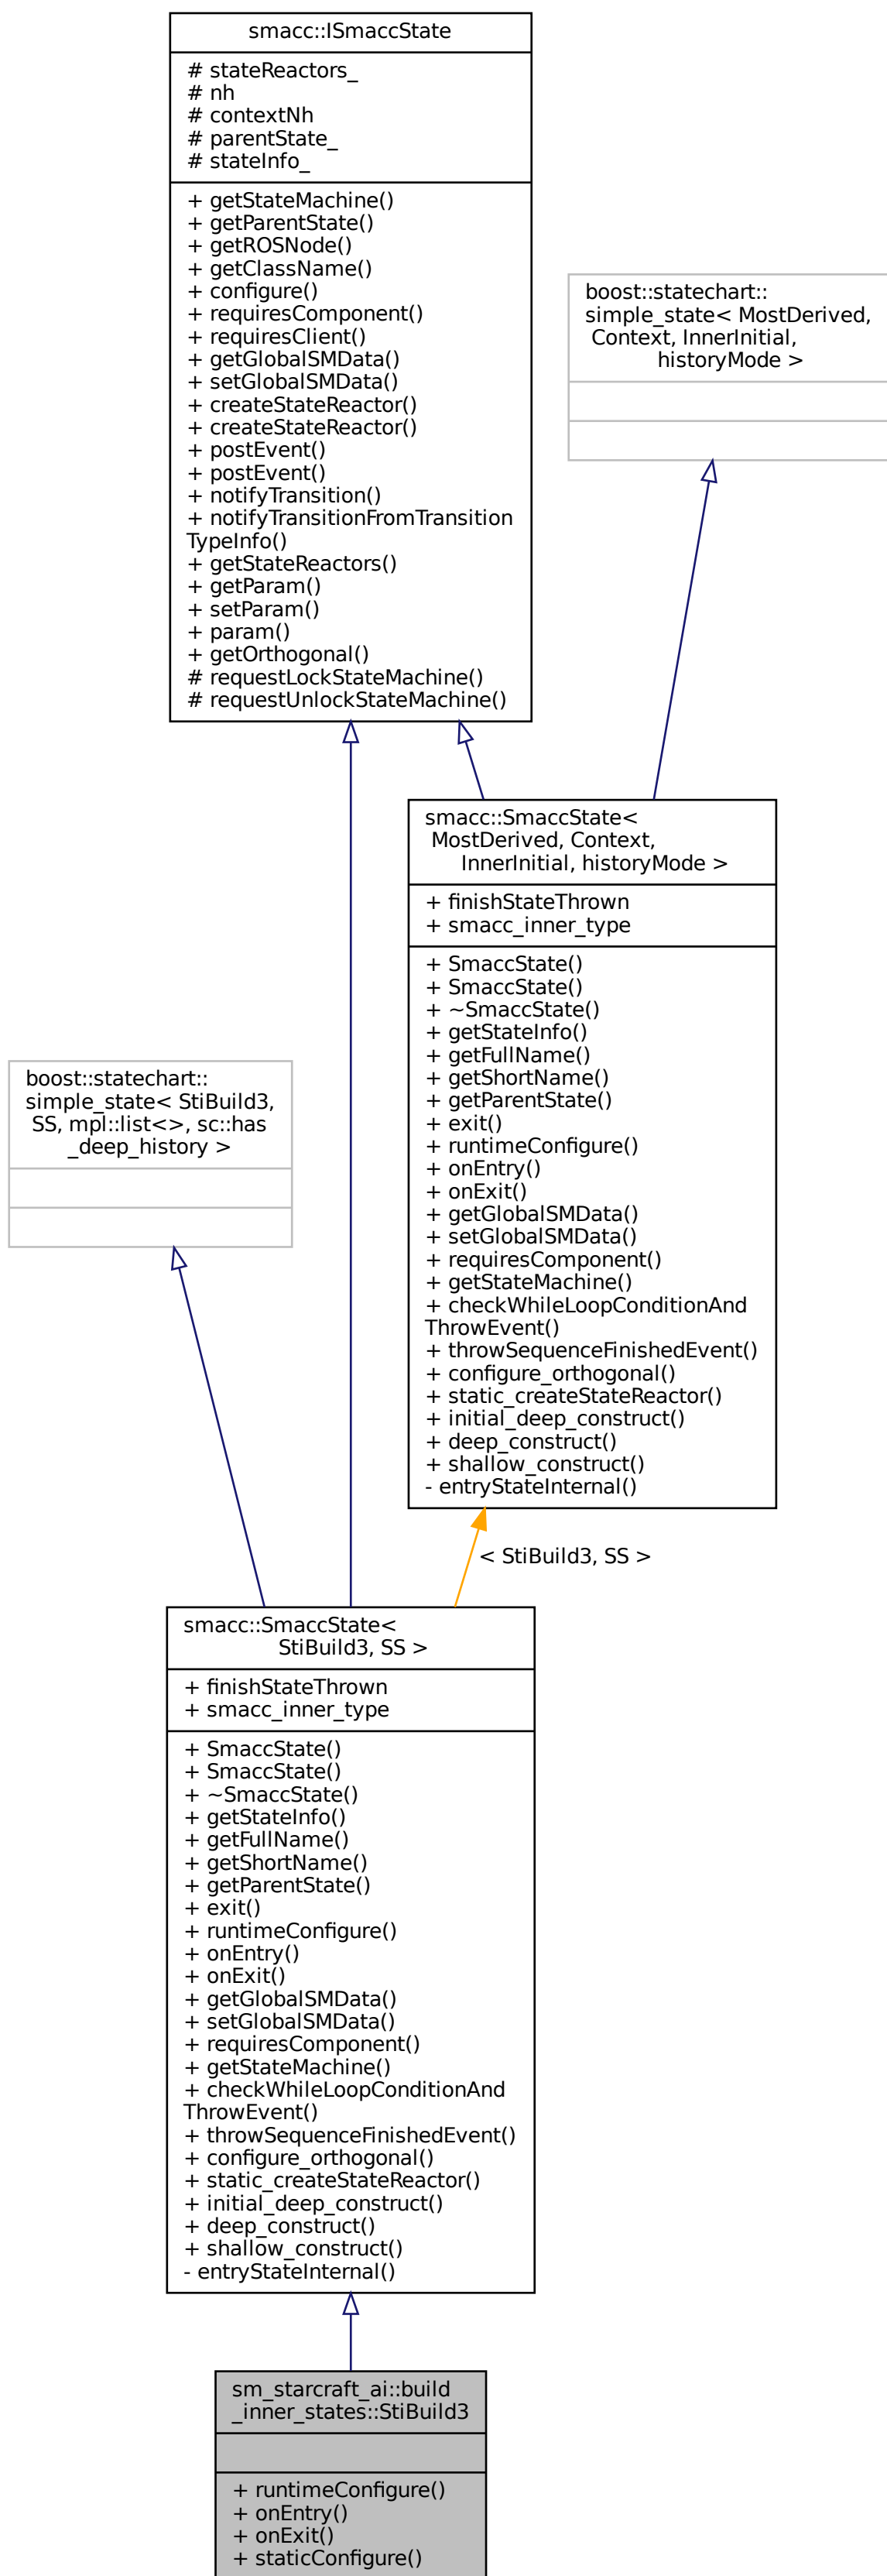 smacc::ISmaccState
# stateReactors_
# nh
# contextNh
# parentState_
# stateInfo_
+ getStateMachine()
+ getParentState()
+ getROSNode()
+ getClassName()
+ configure()
+ requiresComponent()
+ requiresClient()
+ getGlobalSMData()
+ setGlobalSMData()
+ createStateReactor()
+ createStateReactor()
+ postEvent()
+ postEvent()
+ notifyTransition()
+ notifyTransitionFromTransition
TypeInfo()
+ getStateReactors()
+ getParam()
+ setParam()
+ param()
+ getOrthogonal()
# requestLockStateMachine()
# requestUnlockStateMachine()
boost::statechart::
simple_state< MostDerived,
Context, InnerInitial,
historyMode >
smacc::SmaccState<
MostDerived, Context,
InnerInitial, historyMode >
+ finishStateThrown
+ smacc_inner_type
+ SmaccState()
+ SmaccState()
+ ~SmaccState()
+ getStateInfo()
+ getFullName()
+ getShortName()
+ getParentState()
+ exit()
+ runtimeConfigure()
+ onEntry()
+ onExit()
+ getGlobalSMData()
+ setGlobalSMData()
+ requiresComponent()
+ getStateMachine()
+ checkWhileLoopConditionAnd
ThrowEvent()
+ throwSequenceFinishedEvent()
+ configure_orthogonal()
+ static_createStateReactor()
+ initial_deep_construct()
+ deep_construct()
+ shallow_construct()
- entryStateInternal()
boost::statechart::
simple_state< StiBuild3,
SS, mpl::list<>, sc::has
_deep_history >
< StiBuild3, SS >
smacc::SmaccState<
StiBuild3, SS >
+ finishStateThrown
+ smacc_inner_type
+ SmaccState()
+ SmaccState()
+ ~SmaccState()
+ getStateInfo()
+ getFullName()
+ getShortName()
+ getParentState()
+ exit()
+ runtimeConfigure()
+ onEntry()
+ onExit()
+ getGlobalSMData()
+ setGlobalSMData()
+ requiresComponent()
+ getStateMachine()
+ checkWhileLoopConditionAnd
ThrowEvent()
+ throwSequenceFinishedEvent()
+ configure_orthogonal()
+ static_createStateReactor()
+ initial_deep_construct()
+ deep_construct()
+ shallow_construct()
- entryStateInternal()
sm_starcraft_ai::build
_inner_states::StiBuild3
+ runtimeConfigure()
+ onEntry()
+ onExit()
+ staticConfigure()